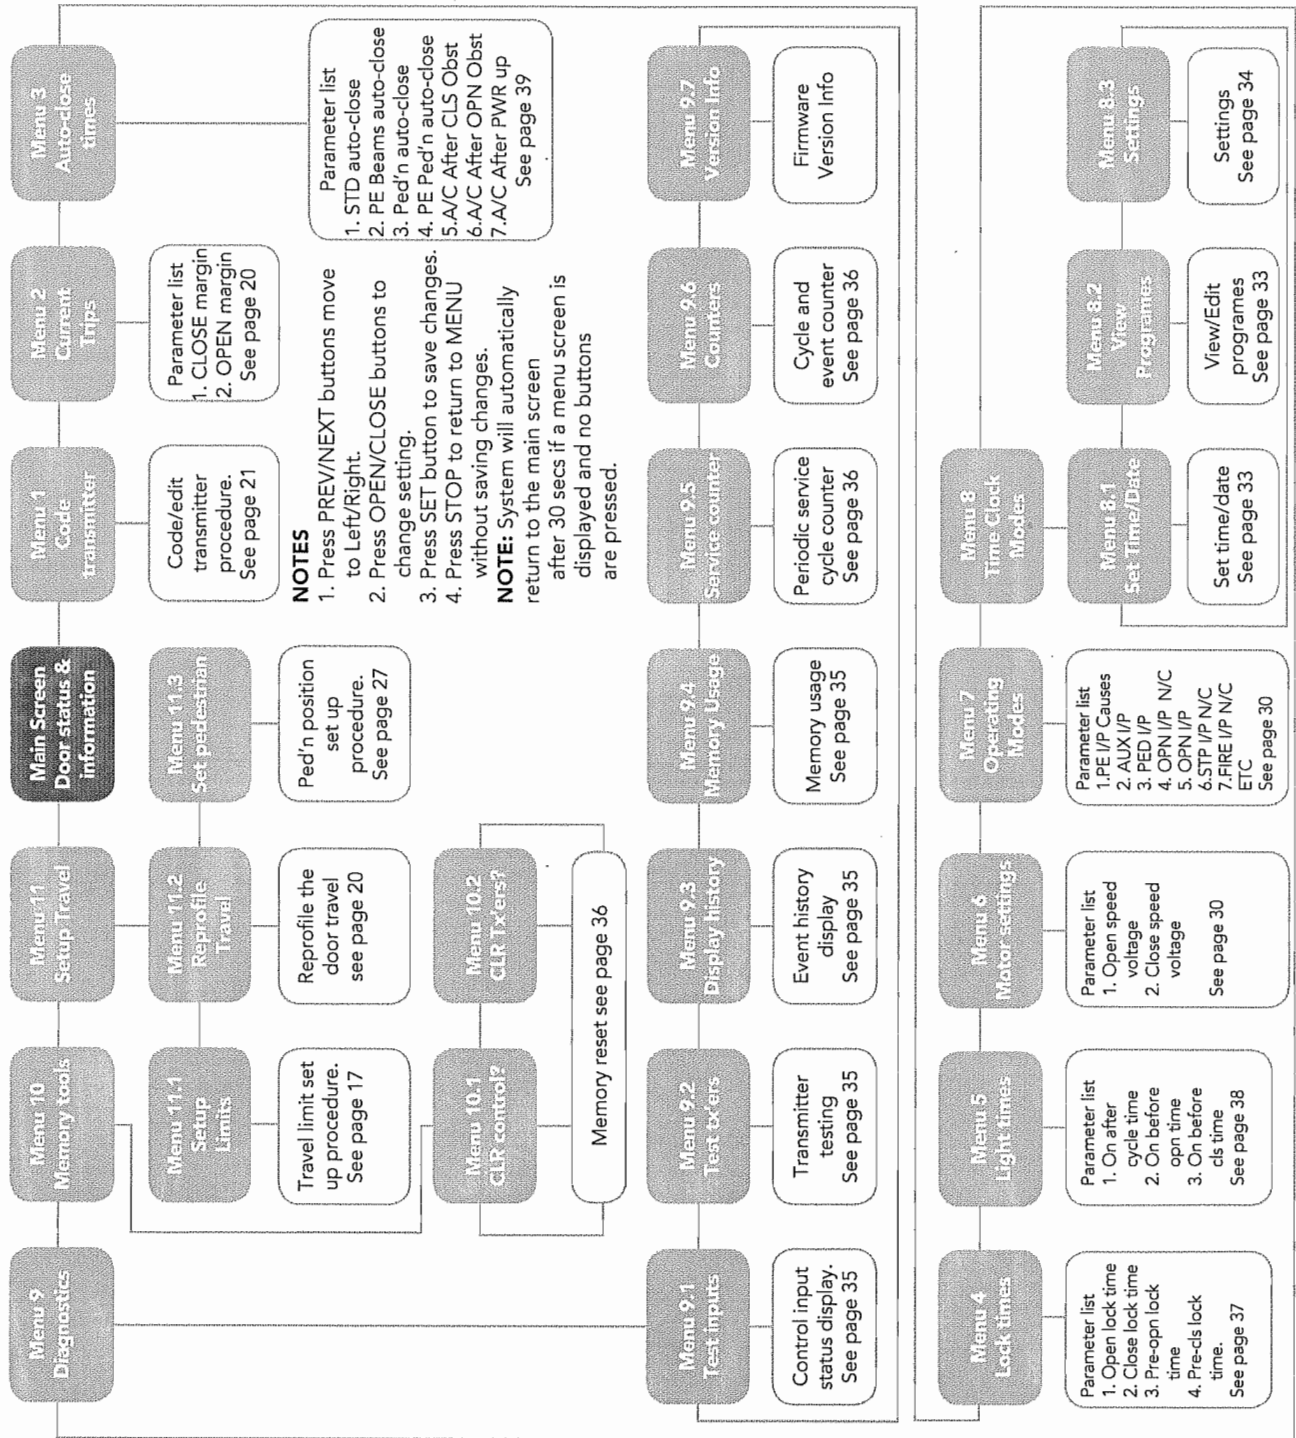 Menu 9
Diagnostics
Menu 10
Memory tools
Menu 11
Setup Travel
Main Screen
Door status &
information
Menu 1
Code
transmitter
Menu 2
Current
Trips
Menu 3
Auto-close
times
Menu 11.1
Setup
Limits
Menu 11.2
Reprofile
Travel
Menu 11.3
Set pedestrian
Code/edit
transmitter
procedure.
See page 21
Parameter list
1. CLOSE margin
2. OPEN margin
See page 20
Parameter list
1. STD auto-close
2. PE Beams auto-close
3. Ped'n auto-close
4. PE Ped'n auto-close
5.A/C After CLS Obst
6.A/C After OPN Obst
7.A/C After PWR up
See page 39
Travel limit set
up procedure.
See page 17
Reprofile the
door travel
see page 20
Ped'n position
set up
procedure.
See page 27
NOTES
1. Press PREV/NEXT buttons move
to Left/Right.
2. Press OPEN/CLOSE buttons to
change setting.
3. Press SET button to save changes.
4. Press STOP to return to MENU
without saving changes.
NOTE: System will automatically
return to the main screen
after 30 secs if a menu screen is
displayed and no buttons
are pressed.
Menu 10.1
CLR control?
Menu 10.2
CLR Tx'ers?
Memory reset see page 36
Menu 9.1
Test inputs
Menu 9.2
Test tx'ers
Menu 9.3
Display history
Menu 9.4
Memory Usage
Menu 9.5
Service counter
Menu 9.6
Counters
Menu 9.7
Version Info
Control input
status display.
See page 35
Transmitter
testing
See page 35
Event history
display
See page 35
Memory usage
See page 35
Periodic service
cycle counter
See page 36
Cycle and
event counter
See page 36
Firmware
Version Info
Menu 4
Lock times
Menu 5
Light times
Menu 6
Motor settings
Menu 7
Operating
Modes
Menu 8
Time Clock
Modes
Parameter list
1. Open lock time
2. Close lock time
3. Pre-opn lock
time
4. Pre-cls lock
time.
See page 37
Parameter list
1. On after
cycle time
2. On before
opn time
3. On before
cls time
See page 38
Parameter list
1. Open speed
voltage
2. Close speed
voltage
See page 30
Parameter list
1.PE I/P Causes
2. AUX I/P
3. PED I/P
4. OPN I/P N/C
5. OPN I/P
6.STP I/P N/C
7.FIRE I/P N/C
ETC
See page 30
Menu 8.1
Set Time/Date
Menu 8.2
View
Programes
Menu 8.3
Settings
Set time/date
See page 33
View/Edit
programes
See page 33
Settings
See page 34